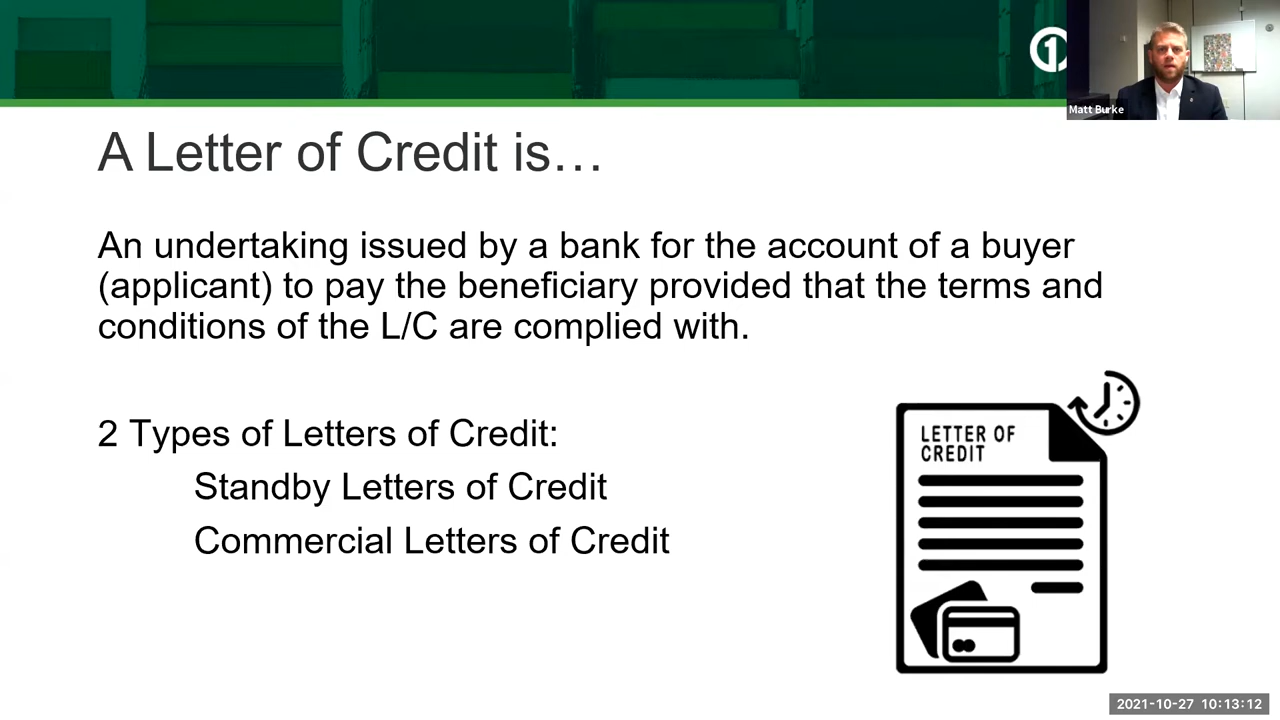 1
Matt Burke
A Letter of Credit is…
An undertaking issued by a bank for the account of a buyer
(applicant) to pay the beneficiary provided that the terms and
conditions of the L/C are complied with.
2 Types of Letters of Credit:
Standby Letters of Credit
Commercial Letters of Credit
LETTER OF
CREDIT
2021-10-27 10:13:12